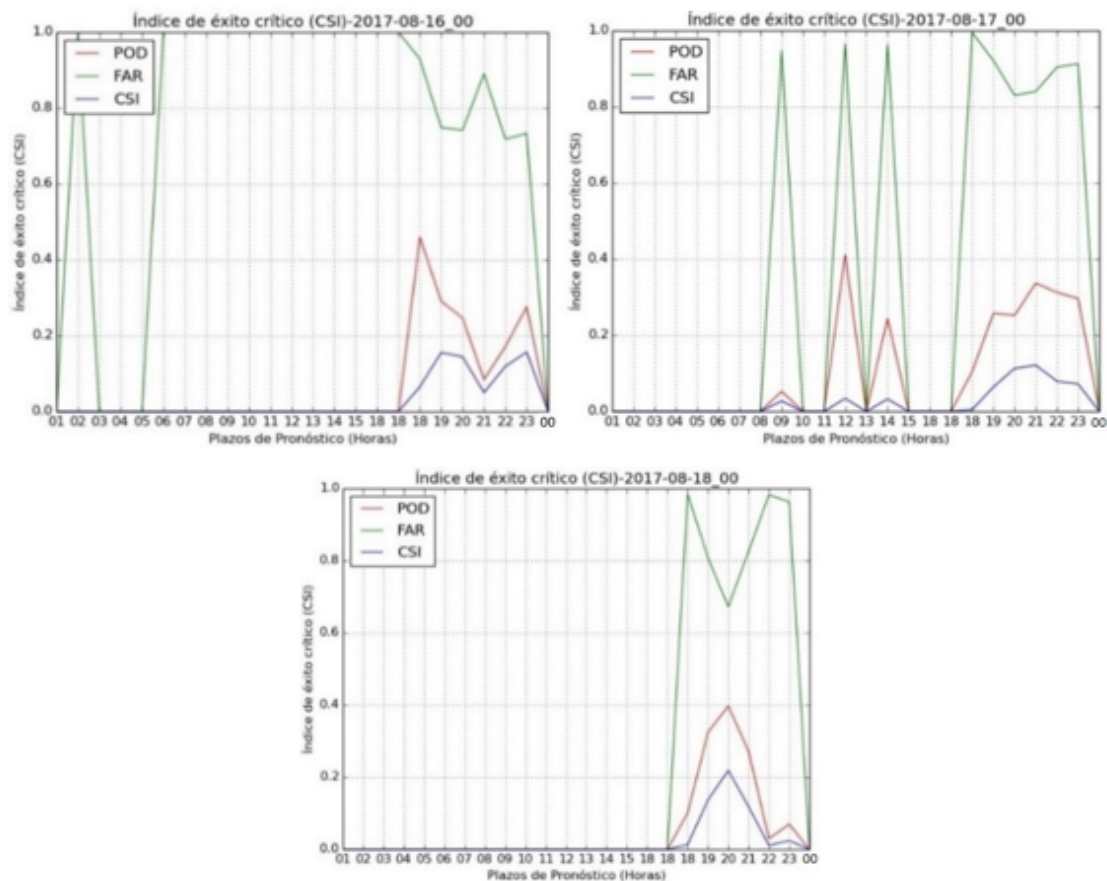 Índice de éxito crítico (CSI)-2017-08-16_00
Índice de éxito crítico (CSI)
1.0
0.8
0.6
0.4
0.2
0.0
POD
FAR
CSI
01 02 03 04 05 06 07 08 09 10 11 12 13 14 15 18 18 18 19 20 21 22 23 00
Plazos de Pronóstico (Horas)
Índice de éxito crítico (CSI)-2017-08-17_00
Índice de éxito crítico (CSI)
1.0
0.8
0.6
0.4
0.2
0.0
POD
FAR
CSI
01 02 03 04 05 06 07 08 09 10 11 12 13 14 15 18 18 18 19 20 21 22 23 00
Plazos de Pronóstico (Horas)
Índice de éxito crítico (CSI)-2017-08-18_00
Índice de éxito crítico (CSI)
1.0
0.8
0.6
0.4
0.2
0.0
POD
FAR
CSI
01 02 03 04 05 06 07 08 09 10 11 12 13 14 15 18 18 18 19 20 21 22 23 00
Plazos de Pronóstico (Horas)